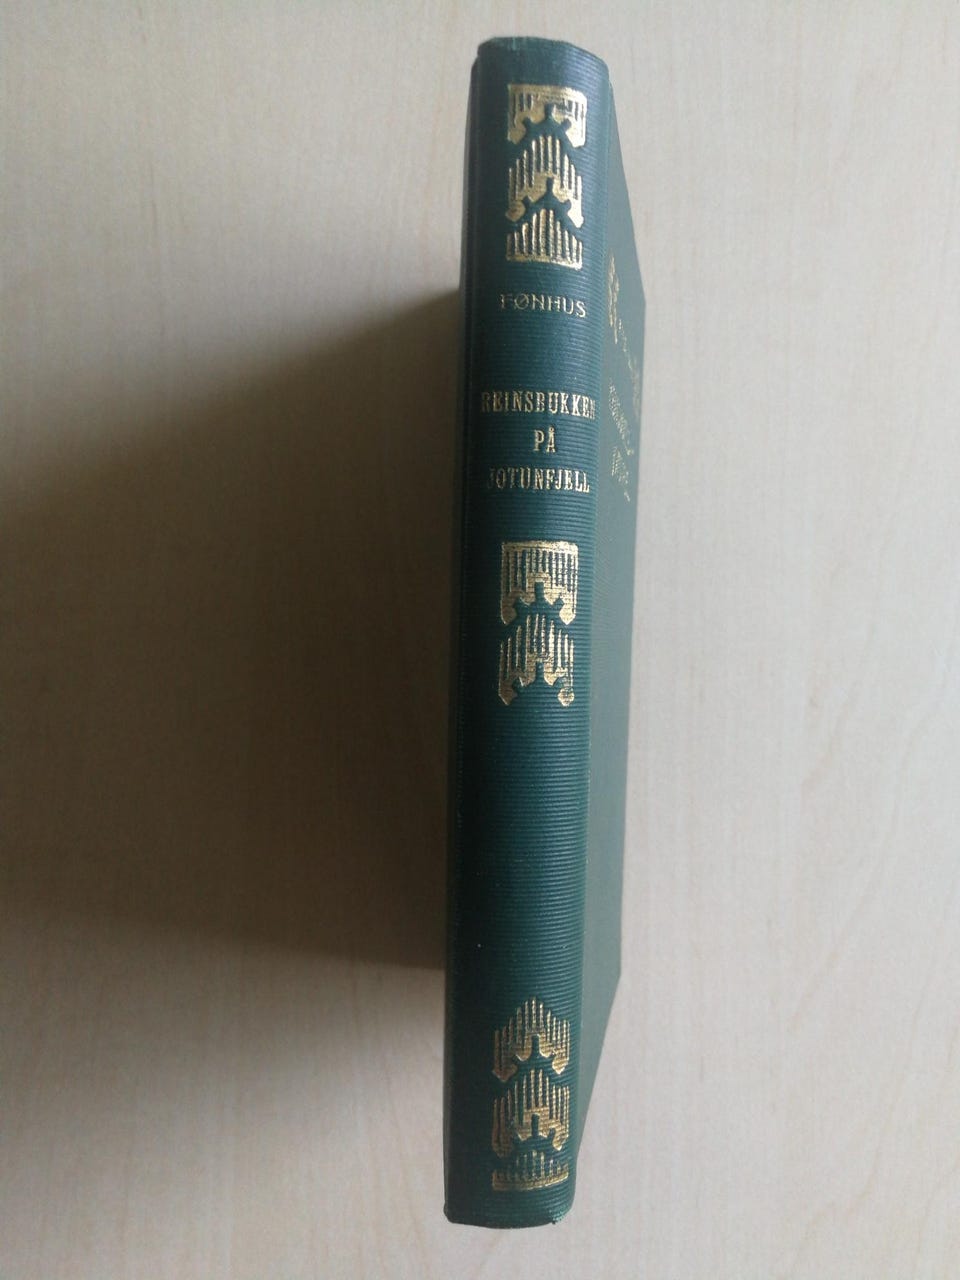 FØNHUS
REINSBUKKEN
PÅ
JOTUNFJELL